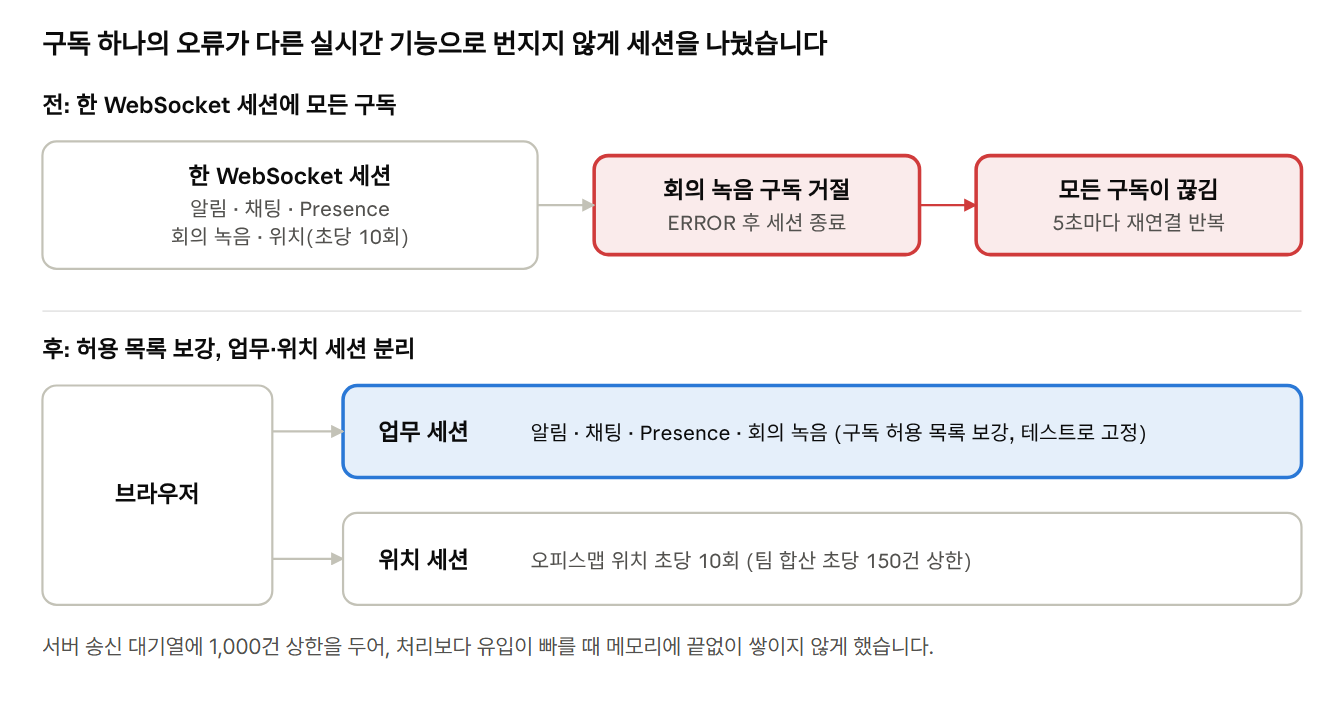 구독 하나의 오류가 다른 실시간 기능으로 번지지 않게 세션을 나눴습니다
전: 한 WebSocket 세션에 모든 구독
한 WebSocket 세션
알림 · 채팅 · Presence
회의 녹음 · 위치(초당 10회)
회의 녹음 구독 거절
ERROR 후 세션 종료
모든 구독이 끊김
5초마다 재연결 반복
후: 허용 목록 보강, 업무·위치 세션 분리
브라우저
업무 세션
알림 · 채팅 · Presence · 회의 녹음 (구독 허용 목록 보강, 테스트로 고정)
위치 세션
오피스맵 위치 초당 10회 (팀 합산 초당 150건 상한)
서버 송신 대기열에 1,000건 상한을 두어, 처리보다 유입이 빠를 때 메모리에 끝없이 쌓이지 않게 했습니다.